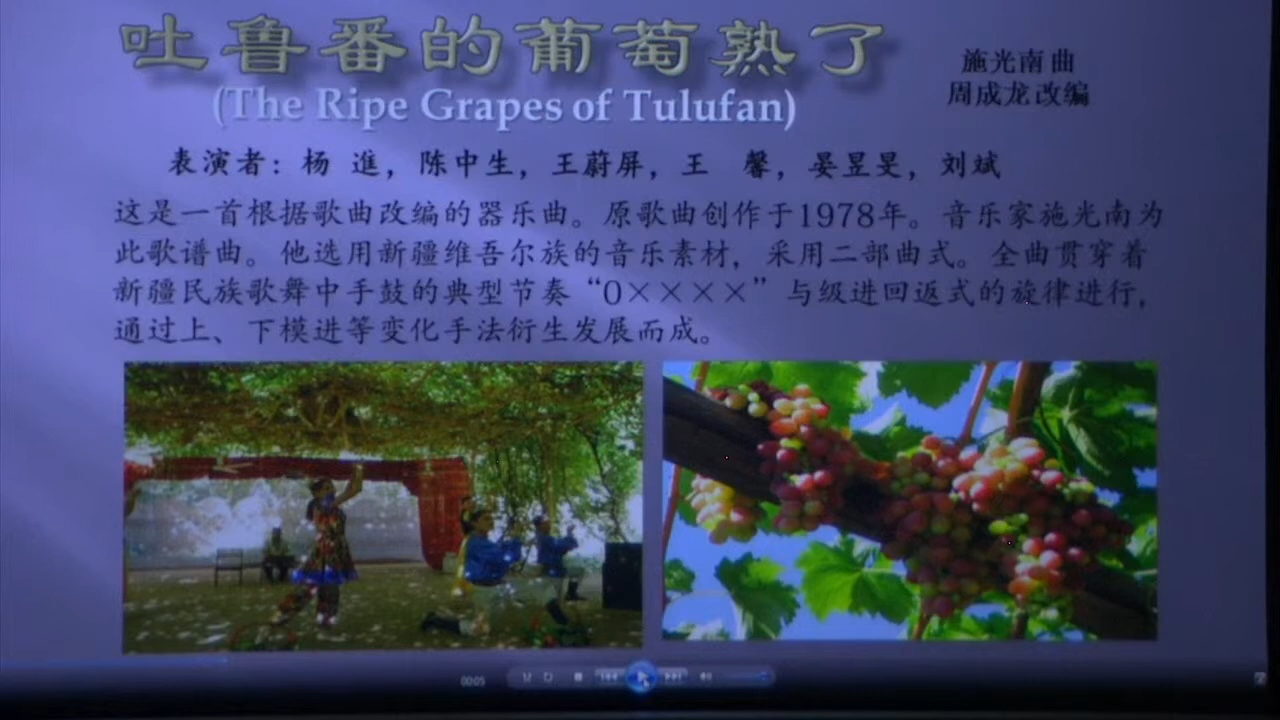 吐鲁番的葡萄熟了
(The Ripe Grapes of Tulufan)
施光南 曲
周成龙 改编
表演者：杨 進，陈中生，王蔚屏，王 馨，晏昱旻，刘斌
这是一首根据歌曲改编的器乐曲。原歌曲创作于1978年。音乐家施光南为
此歌谱曲。他选用新疆维吾尔族的音乐素材，采用二部曲式。全曲贯穿着
新疆民族歌舞中手鼓的典型节奏“0××××”与级进回返式的旋律进行，
通过上、下模进等变化手法衍生发展而成。
00:05